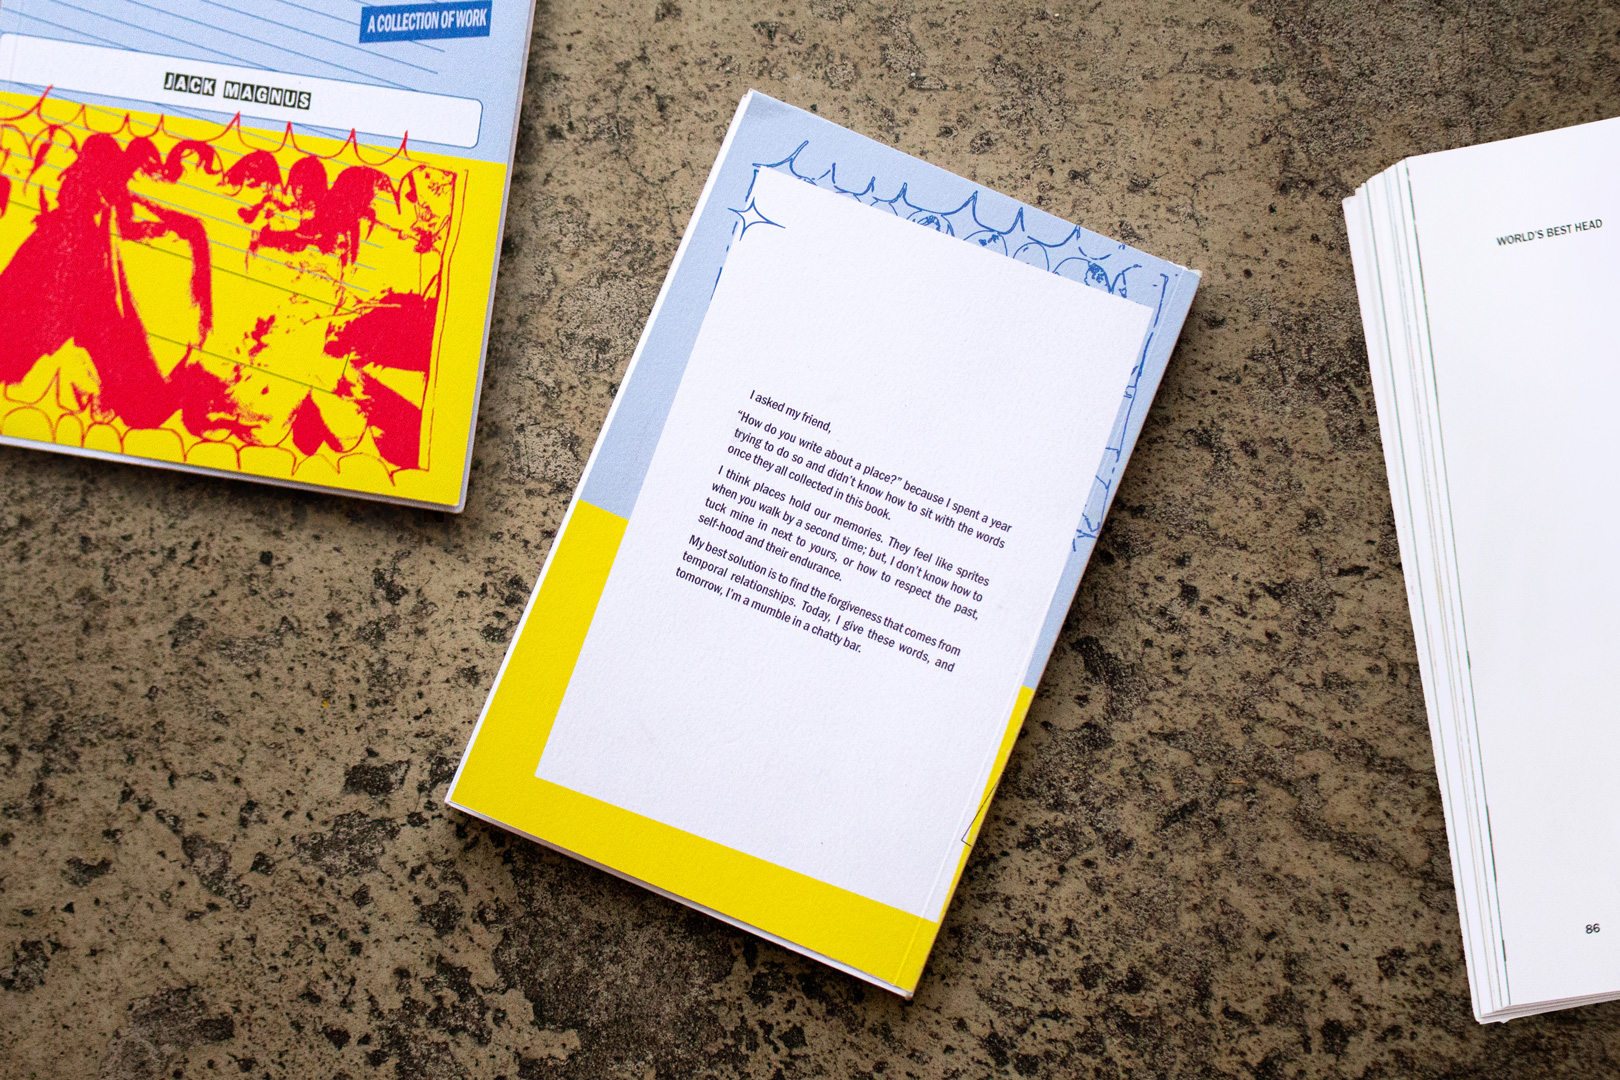 A COLLECTION OF WORK
JACK MAGNUS
I asked my friend,
“How do you write about a place?” because I spent a year
trying to do so and didn’t know how to sit with the words
once they all collected in this book.
I think places hold our memories. They feel like sprites
when you walk by a second time; but, I don’t know how to
tuck mine in next to yours, or how to respect the past,
self-hood and their endurance.
My best solution is to find the forgiveness that comes from
temporal relationships. Today, I give these words, and
tomorrow, I’m a mumble in a chatty bar.
WORLD’S BEST HEAD
86